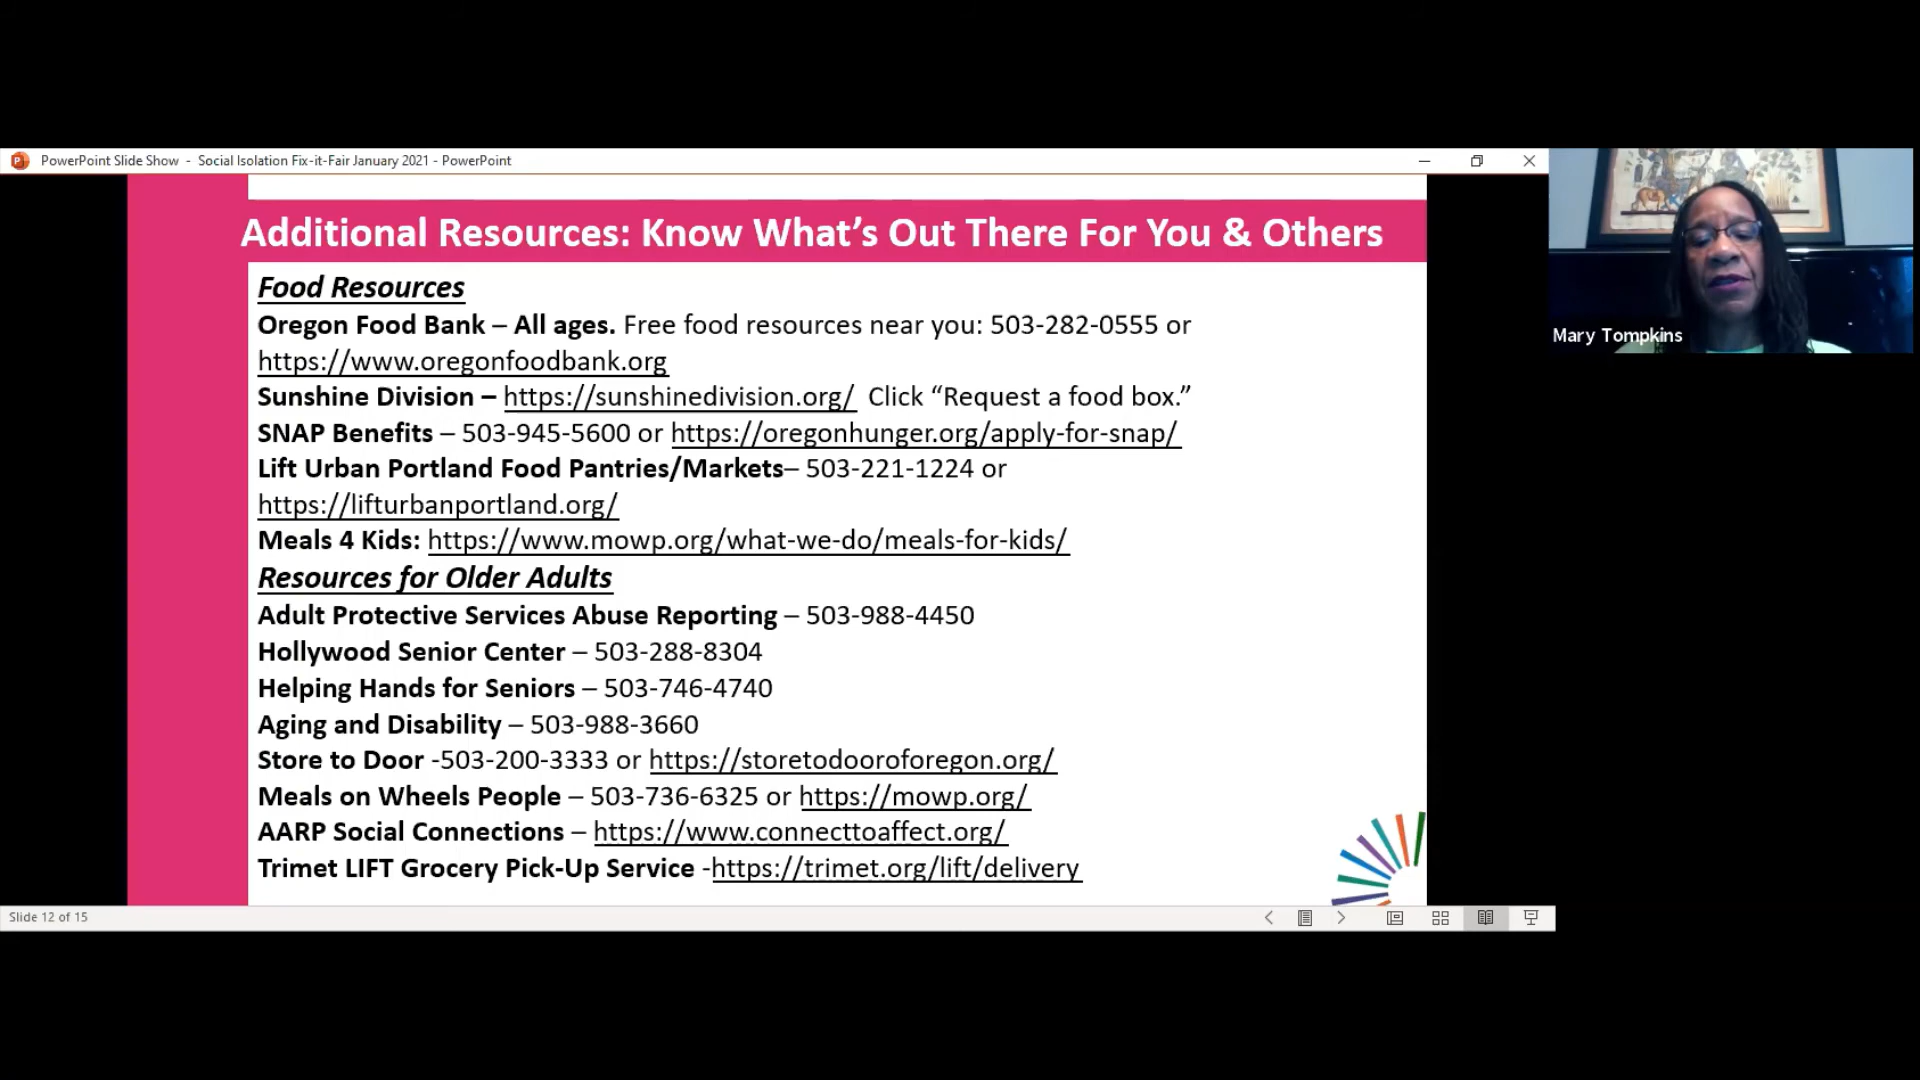 PowerPoint Slide Show - Social Isolation Fix-it-Fair January 2021 - PowerPoint
Additional Resources: Know What’s Out There For You & Others
Food Resources
Oregon Food Bank – All ages. Free food resources near you: 503-282-0555 or
https://www.oregonfoodbank.org
Sunshine Division – https://sunshinedivision.org/ Click “Request a food box.”
SNAP Benefits – 503-945-5600 or https://oregonhunger.org/apply-for-snap/
Lift Urban Portland Food Pantries/Markets– 503-221-1224 or
https://lifturbanportland.org/
Meals 4 Kids: https://www.mowp.org/what-we-do/meals-for-kids/
Resources for Older Adults
Adult Protective Services Abuse Reporting – 503-988-4450
Hollywood Senior Center – 503-288-8304
Helping Hands for Seniors – 503-746-4740
Aging and Disability – 503-988-3660
Store to Door -503-200-3333 or https://storetodooroforegon.org/
Meals on Wheels People – 503-736-6325 or https://mowp.org/
AARP Social Connections – https://www.connecttoaffect.org/
Trimet LIFT Grocery Pick-Up Service -https://trimet.org/lift/delivery
Slide 12 of 15
Mary Tompkins